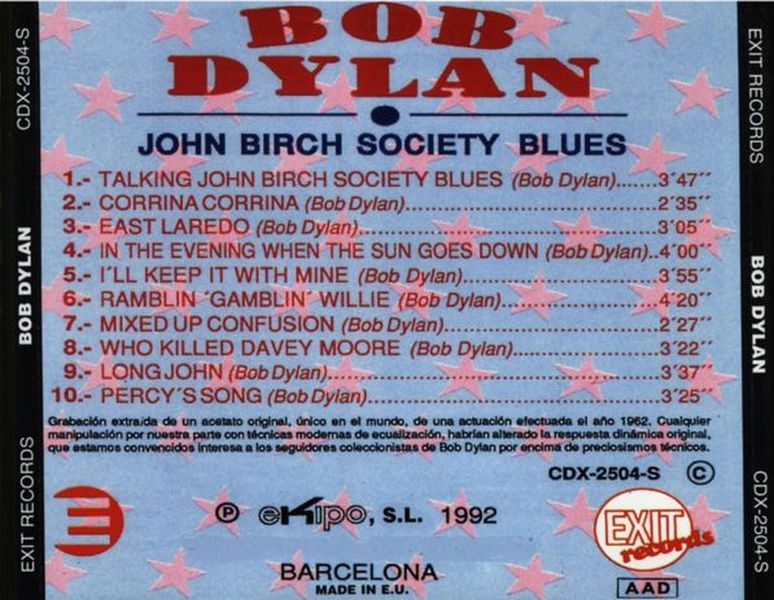 BOB
DYLAN
JOHN BIRCH SOCIETY BLUES
1.- TALKING JOHN BIRCH SOCIETY BLUES (Bob Dylan).......3´47´´
2.- CORRINA CORRINA (Bob Dylan)...............................2´35´´
3.- EAST LAREDO (Bob Dylan)......................................3´05´´
4.- IN THE EVENING WHEN THE SUN GOES DOWN (Bob Dylan)..4´00´´
5.- I´LL KEEP IT WITH MINE (Bob Dylan)............................3´55´´
6.- RAMBLIN ´GAMBLIN´ WILLIE (Bob Dylan)......................4´20´´
7.- MIXED UP CONFUSION (Bob Dylan)............................2´27´´
8.- WHO KILLED DAVEY MOORE (Bob Dylan)....................3´22´´
9.- LONG JOHN (Bob Dylan)..........................................3´37´´
10.- PERCY´S SONG (Bob Dylan)......................................3´25´´
Grabación extraida de un acetato original, único en el mundo, de una actuación efectuada el año 1962. Cualquier
manipulación por nuestra parte con técnicas modernas de ecualización, habrían alterado la respuesta dinámica original,
que estamos convencidos interesa a los seguidores coleccionistas de Bob Dylan por encima de preciosismos técnicos.
CDX-2504-S ©
℗ eKipo, S.L. 1992
EXIT
records
BARCELONA
MADE IN E.U.
AAD
EXIT RECORDS BOB DYLAN CDX-2504-S
EXIT RECORDS BOB DYLAN CDX-2504-S